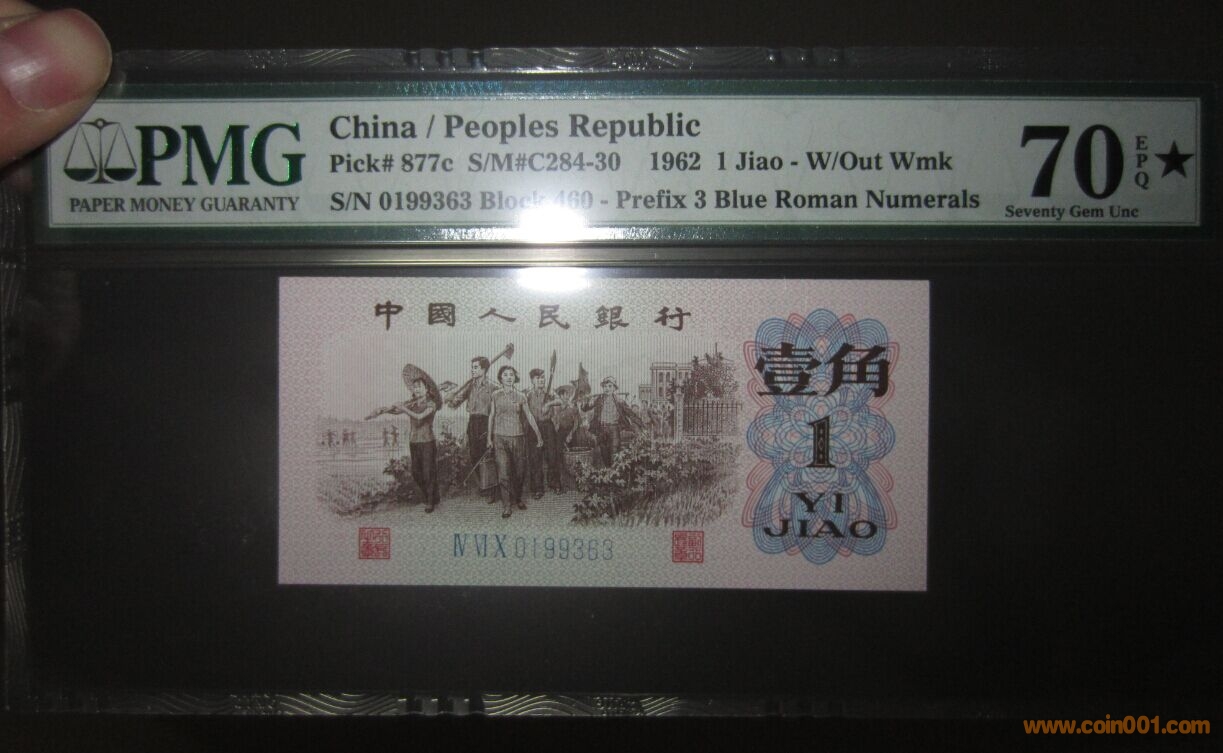 PMG
PAPER MONEY GUARANTY
China / Peoples Republic
Pick# 877c S/M#C284-30 1962 1 Jiao - W/Out Wmk
S/N 0199363 Block 460 - Prefix 3 Blue Roman Numerals
70 EPQ ★
Seventy Gem Unc
中國人民銀行
壹角
1
YI
JIAO
Ⅳ Ⅵ Ⅹ 0199363
www.coin001.com